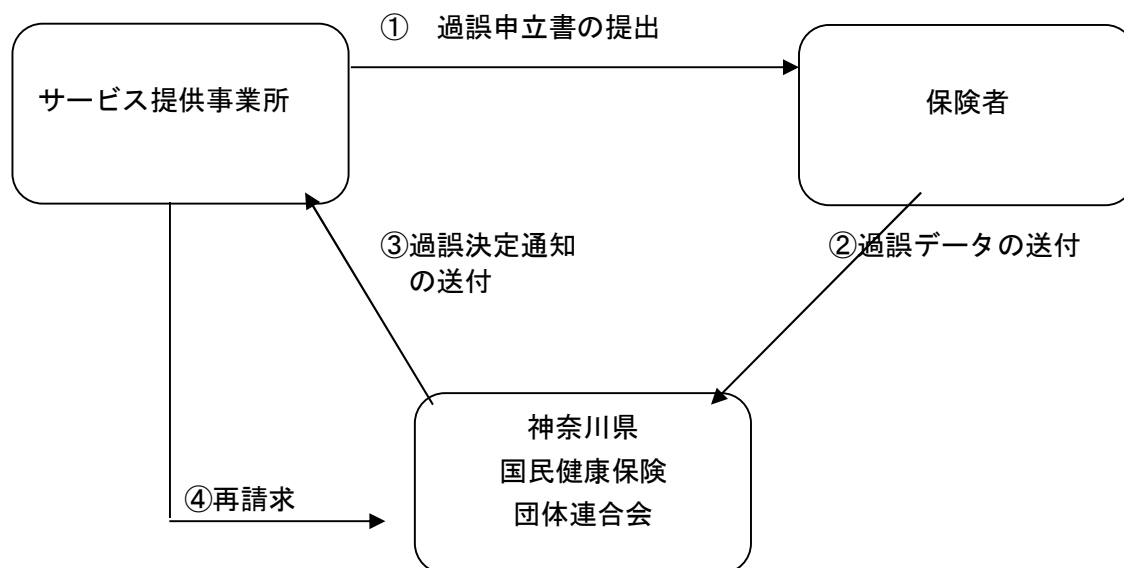 ①　過誤申立書の提出
サービス提供事業所
保険者
③過誤決定通知
の送付
②過誤データの送付
神奈川県
国民健康保険
団体連合会
④再請求